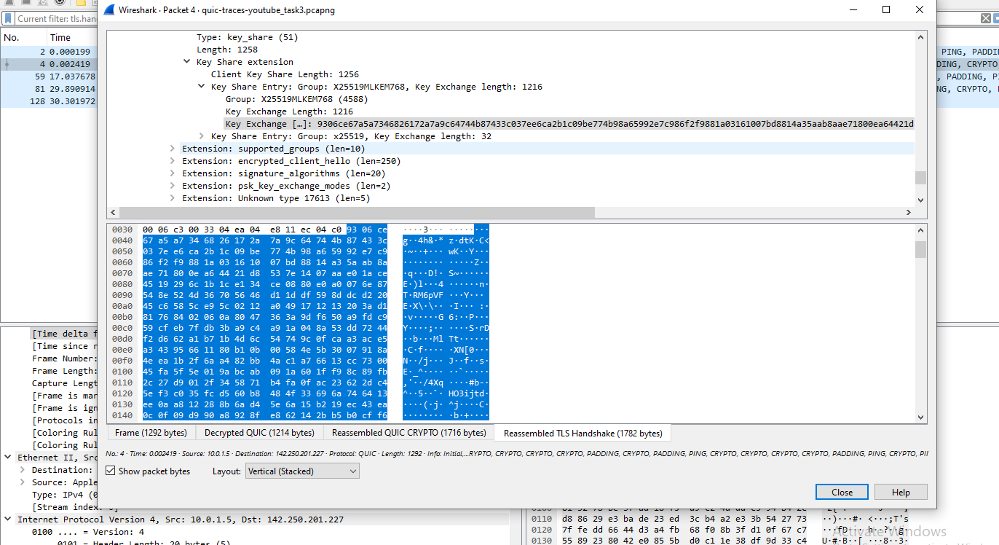 Wireshark · Packet 4 · quic-traces-youtube_task3.pcapng
Current filter: tls.han
No. Time
2 0.000199
4 0.002419
59 17.037678
81 29.890914
128 30.301972
PING, PADDI
DING, CRYPTO,
, PADDING, P
NG, CRYPTO,
Type: key_share (51)
Length: 1258
Key Share extension
Client Key Share Length: 1256
Key Share Entry: Group: X25519MLKEM768, Key Exchange length: 1216
Group: X25519MLKEM768 (4588)
Key Exchange Length: 1216
Key Exchange […]: 9306ce67a5a7346826172a7a9c64744b87433c037ee6ca2b1c09be774b98a65992e7c986f2f9881a03161007bd8814a35aab8aae71800ea64421d
Key Share Entry: Group: x25519, Key Exchange length: 32
Extension: supported_groups (len=10)
Extension: encrypted_client_hello (len=250)
Extension: signature_algorithms (len=20)
Extension: psk_key_exchange_modes (len=2)
Extension: Unknown type 17613 (len=5)
0030 00 06 c3 00 33 04 ea 04 e8 11 ec 04 c0 93 06 ce ····3··· ········
0040 67 a5 a7 34 68 26 17 2a 7a 9c 64 74 4b 87 43 3c g··4h&·* z·dtK·C<
0050 03 7e e6 ca 2b 1c 09 be 77 4b 98 a6 59 92 e7 c9 ·~··+··· wK··Y···
0060 86 f2 f9 88 1a 03 16 10 07 bd 88 14 a3 5a ab 8a ········ ·····Z··
0070 ae 71 80 0e a6 44 21 d8 53 7e 14 07 aa e0 1a ce ·q···D!· S~······
0080 45 19 29 6c 1b 1c e1 34 ce 08 80 e0 a0 07 6e 87 E·)l···4 ······n·
0090 54 8e 52 4d 36 70 56 46 d1 1d df 59 8d dc d2 20 T·RM6pVF ···Y···
00a0 45 c6 58 5c e9 5c 02 12 a0 49 17 12 13 20 3a d1 E·X\·\·· ·I··· :·
00b0 81 76 84 02 06 0a 80 47 36 3a 9d f6 50 a9 fd c9 ·v·····G 6:··P···
00c0 59 cf eb 7f db 3b a9 c4 a9 1a 04 8a 53 dd 72 44 Y····;·· ····S·rD
00d0 f2 d6 62 a1 b7 1b 4d 6c 54 74 9c 0f ca a3 ac e5 ··b···Ml Tt······
00e0 a3 43 95 66 11 80 b1 0b 00 58 4e 5b 30 07 91 8a ·C·f···· ·XN[0···
00f0 4e ea 1b 2f 6a a4 82 bb 4a c1 a7 66 13 cc 73 00 N··/j··· J··f··s·
0100 45 fa 5f 5e 01 9a bc ab 09 1a 60 1f f9 8c 89 fb E·_^···· ··`·····
0110 2c 27 d9 01 2f 34 58 71 b4 fa 0f ac 23 62 2d c4 ,'··/4Xq ····#b-·
0120 5e f3 c0 35 fc d5 60 b8 48 4f 33 69 6a 74 64 13 ^··5··`· HO3ijtd·
0130 ee 0a a8 12 28 8b 6a d4 5e 6a 15 b2 19 ec 43 ea ····(·j· ^j····C·
0140 0c 0f 09 d9 90 a8 92 8f e8 62 14 2b b5 b0 cf f6 ········ ·b·+····
Frame (1292 bytes) Decrypted QUIC (1214 bytes) Reassembled QUIC CRYPTO (1716 bytes) Reassembled TLS Handshake (1782 bytes)
No.: 4 · Time: 0.002419 · Source: 10.0.1.5 · Destination: 142.250.201.227 · Protocol: QUIC · Length: 1292 · Info: Initial,...RYPTO, CRYPTO, CRYPTO, CRYPTO, PADDING, CRYPTO, PADDING, PING, CRYPTO, CRYPTO, CRYPTO, CRYPTO, PADDING, PING, CRYPTO, PI
Show packet bytes Layout: Vertical (Stacked)
Close Help
[Time delta f
[Time since r
Frame Number:
Frame Length:
Capture Lengt
[Frame is mar
[Frame is ign
[Protocols in
[Coloring Rul
[Coloring Rul
Ethernet II, Src
Destination:
Source: Apple
Type: IPv4 (0
[Stream index:
Internet Protocol Version 4, Src: 10.0.1.5, Dst: 142.250.201.227
0100 .... = Version: 4
.... 0101 = Header Length: 20 bytes (5)
0110 d8 86 29 e3 ba de 23 ed 3c b4 a2 e3 3b 54 27 73 ··)···#· <···;T's
0120 7f fe dd 66 44 d3 a4 fb 68 f0 8b 3f d1 0f 67 c7
0130 55 89 23 80 42 e0 85 5b d0 c1 1e 38 df 9d 33 c4 U·#·B··[ ···8··3·
Activate Windows